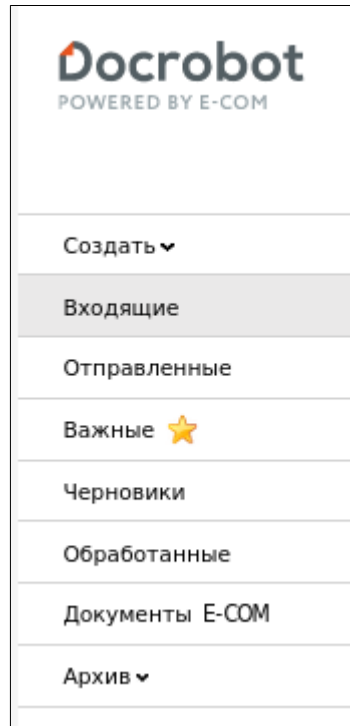 Docrobot
POWERED BY E-COM
Создать
Входящие
Отправленные
Важные
Черновики
Обработанные
Документы E-COM
Архив